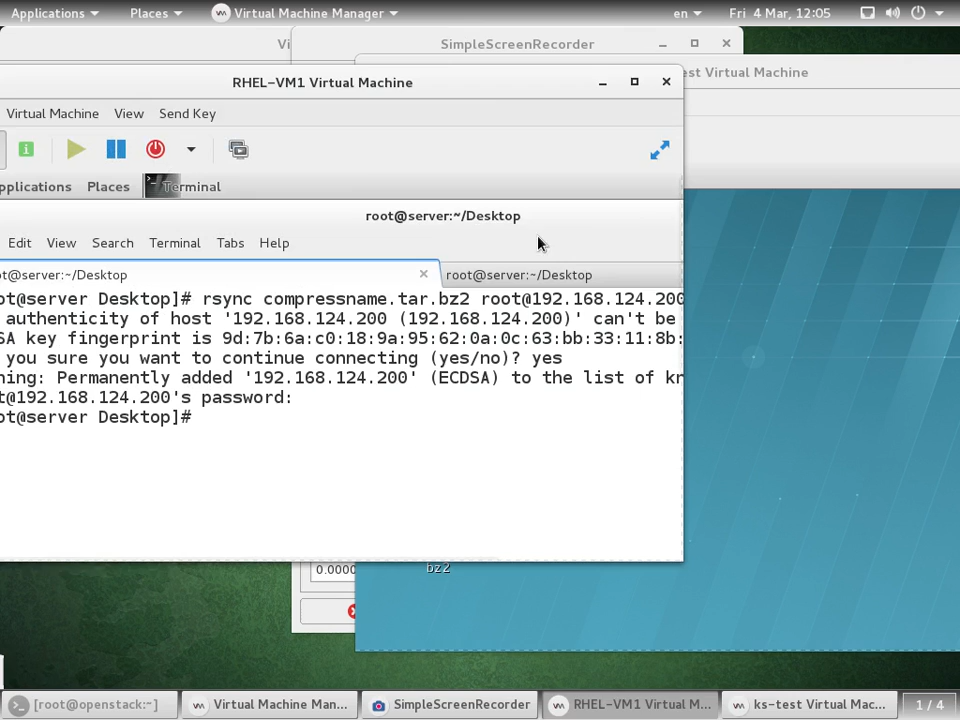 Applications Places Virtual Machine Manager en Fri 4 Mar, 12:05
Vi
SimpleScreenRecorder
est Virtual Machine
RHEL-VM1 Virtual Machine
Virtual Machine View Send Key
pplications Places Terminal
root@server:~/Desktop
Edit View Search Terminal Tabs Help
ot@server:~/Desktop
root@server:~/Desktop
ot@server Desktop]# rsync compressname.tar.bz2 root@192.168.124.200
authenticity of host '192.168.124.200 (192.168.124.200)' can't be
SA key fingerprint is 9d:7b:6a:c0:18:9a:95:62:0a:0c:63:bb:33:11:8b:
you sure you want to continue connecting (yes/no)? yes
ning: Permanently added '192.168.124.200' (ECDSA) to the list of kn
t@192.168.124.200's password:
ot@server Desktop]#
0.0000
bz2
[root@openstack:~] Virtual Machine Man... SimpleScreenRecorder RHEL-VM1 Virtual M... ks-test Virtual Mac... 1 / 4